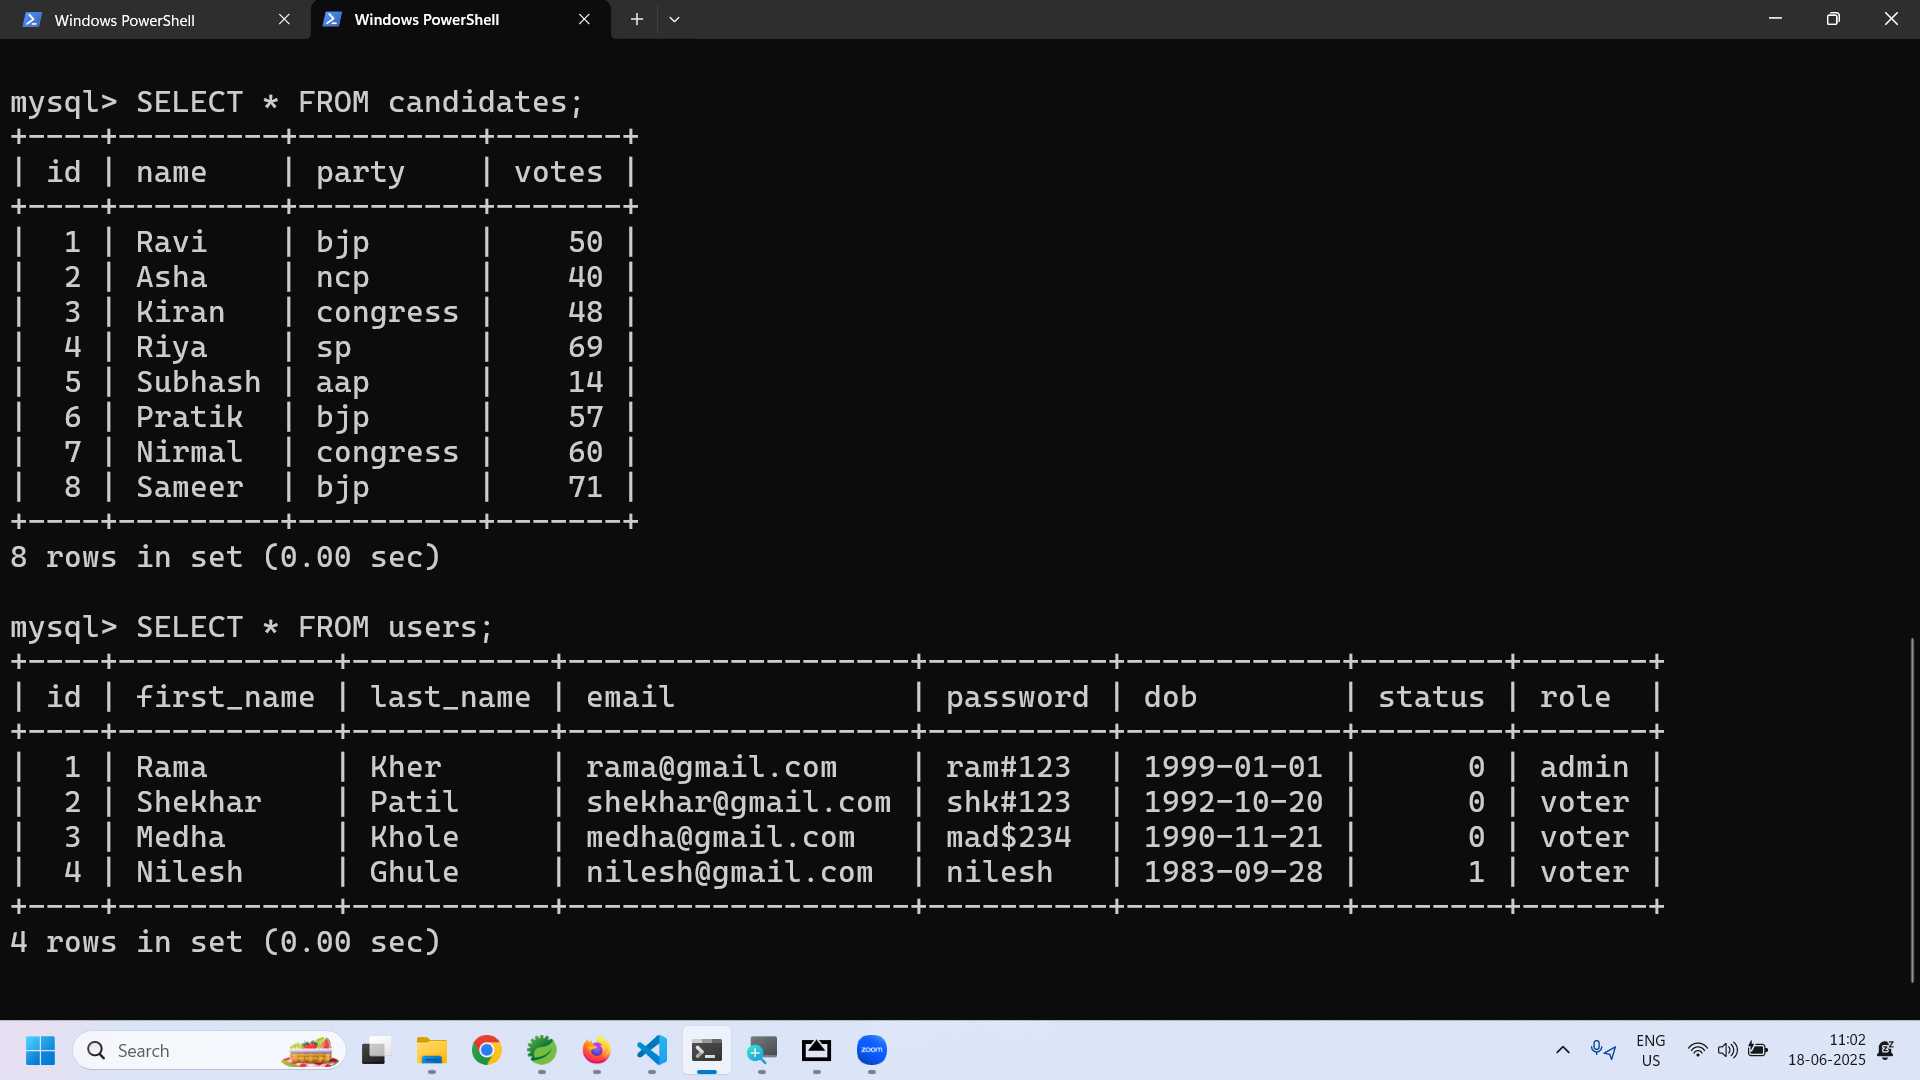 Windows PowerShell
Windows PowerShell
mysql> SELECT * FROM candidates;
+----+---------+----------+-------+
| id | name    | party    | votes |
+----+---------+----------+-------+
|  1 | Ravi    | bjp      |    50 |
|  2 | Asha    | ncp      |    40 |
|  3 | Kiran   | congress |    48 |
|  4 | Riya    | sp       |    69 |
|  5 | Subhash | aap      |    14 |
|  6 | Pratik  | bjp      |    57 |
|  7 | Nirmal  | congress |    60 |
|  8 | Sameer  | bjp      |    71 |
+----+---------+----------+-------+
8 rows in set (0.00 sec)
mysql> SELECT * FROM users;
+----+------------+-----------+-------------------+----------+------------+--------+-------+
| id | first_name | last_name | email             | password | dob        | status | role  |
+----+------------+-----------+-------------------+----------+------------+--------+-------+
|  1 | Rama       | Kher      | rama@gmail.com    | ram#123  | 1999-01-01 |      0 | admin |
|  2 | Shekhar    | Patil     | shekhar@gmail.com | shk#123  | 1992-10-20 |      0 | voter |
|  3 | Medha      | Khole     | medha@gmail.com   | mad$234  | 1990-11-21 |      0 | voter |
|  4 | Nilesh     | Ghule     | nilesh@gmail.com  | nilesh   | 1983-09-28 |      1 | voter |
+----+------------+-----------+-------------------+----------+------------+--------+-------+
4 rows in set (0.00 sec)
Search
zoom
ENG
US
11:02
18-06-2025